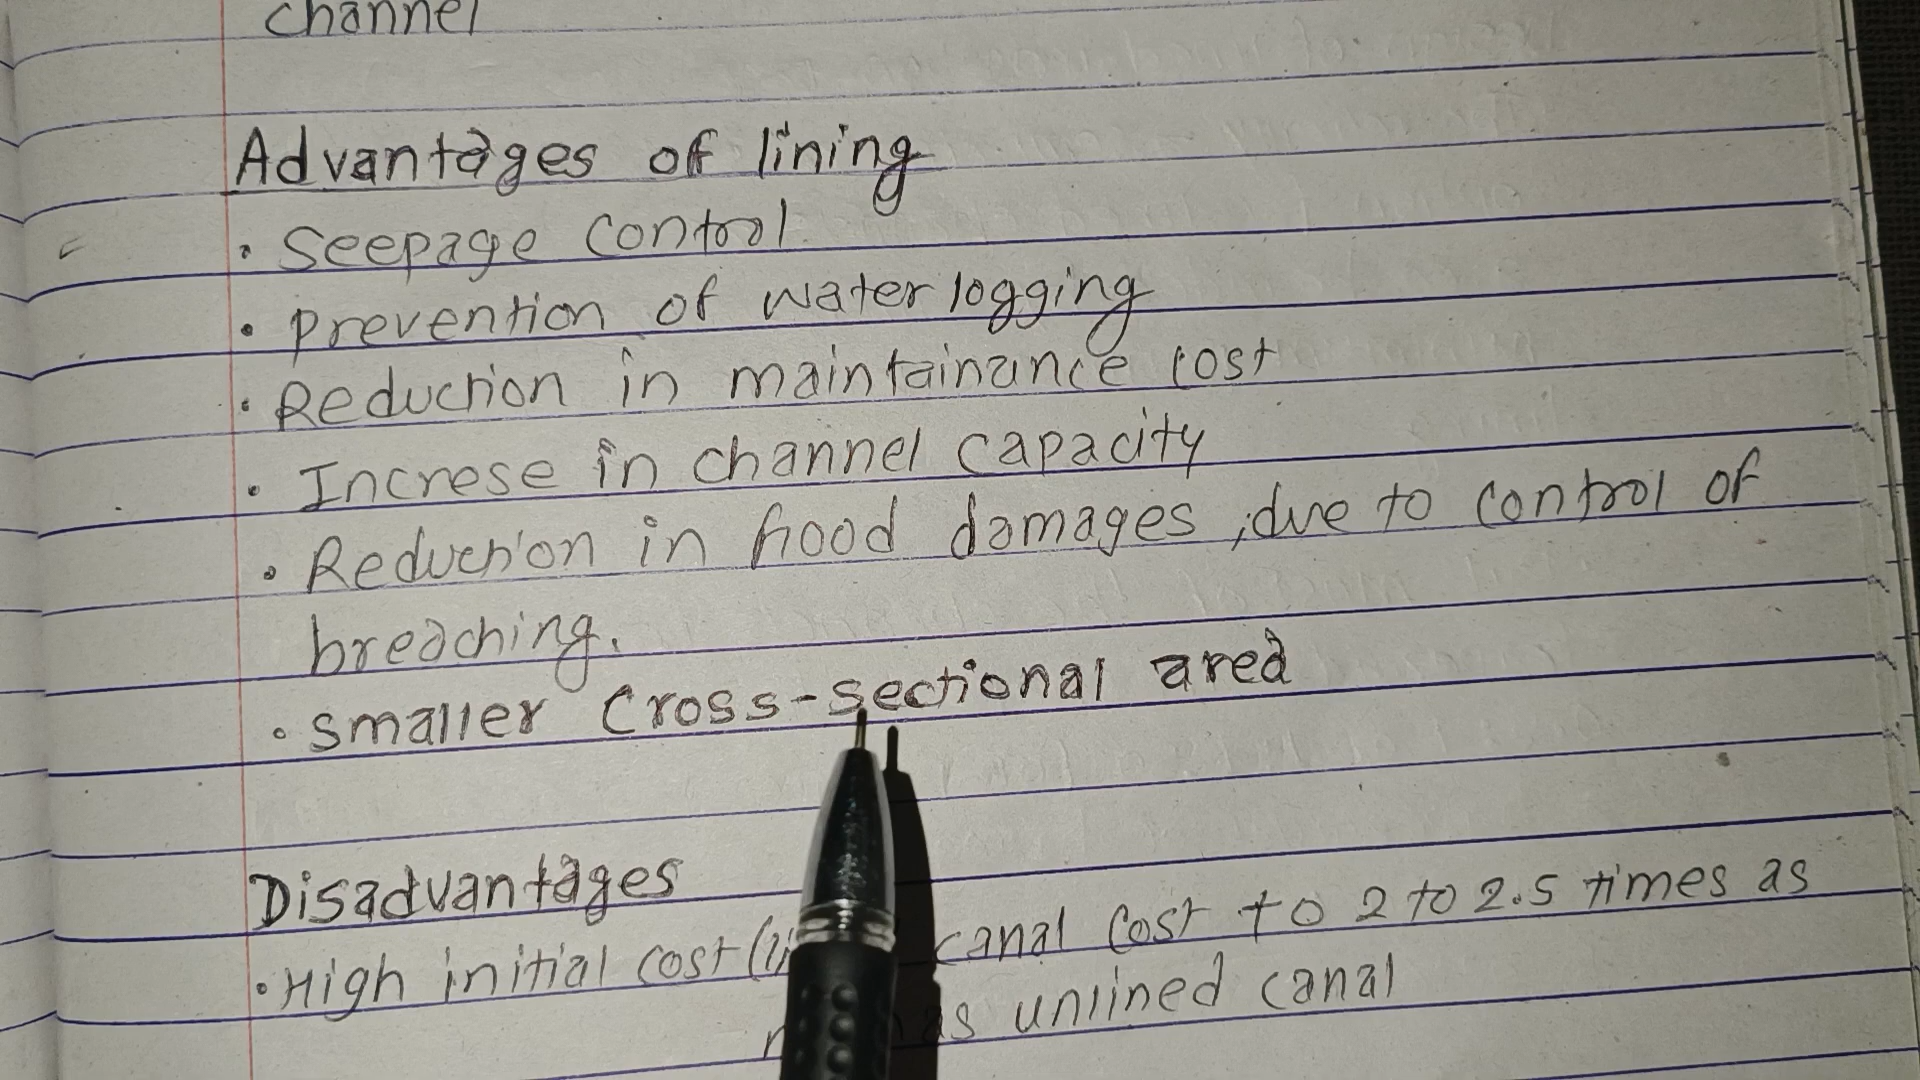 channel
Advantages of lining
• Seepage control
• prevention of water logging
• Reduction in maintainance cost
• Increse in channel capacity
• Reduction in flood damages, due to control of
breaching.
• smaller cross-sectional area
Disadvantages
• High initial cost ( canal cost to 2 to 2.5 times as
as unlined canal